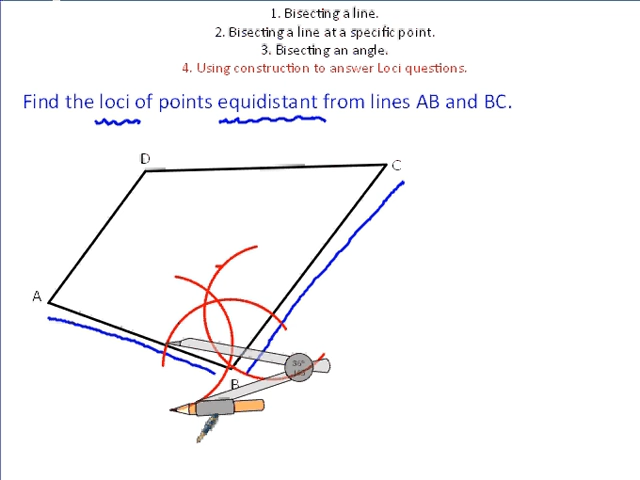 1. Bisecting a line.
2. Bisecting a line at a specific point.
3. Bisecting an angle.
4. Using construction to answer Loci questions.
Find the loci of points equidistant from lines AB and BC.
D
C
A
B